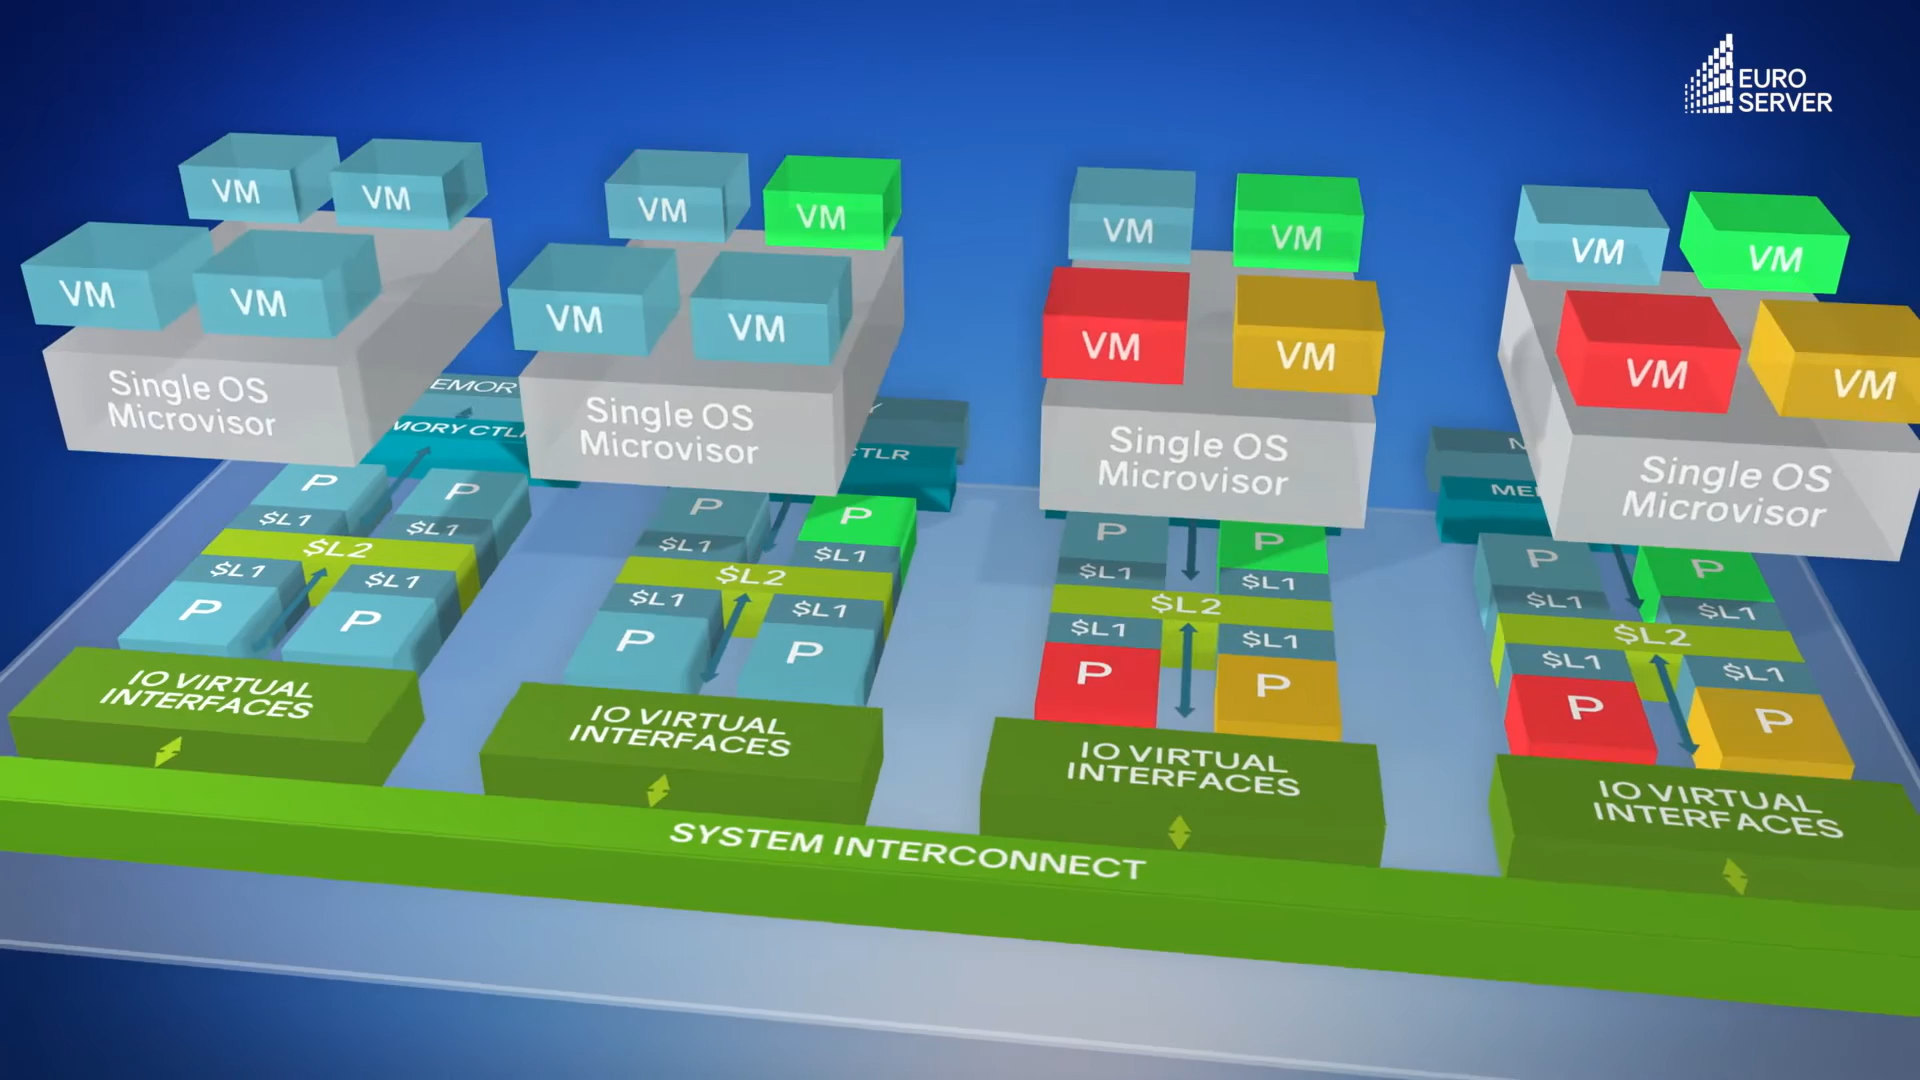 EURO
SERVER
VM
VM
VM
VM
Single OS
Microvisor
VM
VM
VM
VM
Single OS
Microvisor
VM
VM
VM
VM
Single OS
Microvisor
VM
VM
VM
VM
Single OS
Microvisor
P
P
$L1
$L1
$L2
$L1
$L1
P
P
IO VIRTUAL
INTERFACES
P
P
$L1
$L1
$L2
$L1
$L1
P
P
IO VIRTUAL
INTERFACES
P
P
$L1
$L1
$L2
$L1
$L1
P
P
IO VIRTUAL
INTERFACES
P
P
$L1
$L1
$L2
$L1
$L1
P
P
IO VIRTUAL
INTERFACES
SYSTEM INTERCONNECT